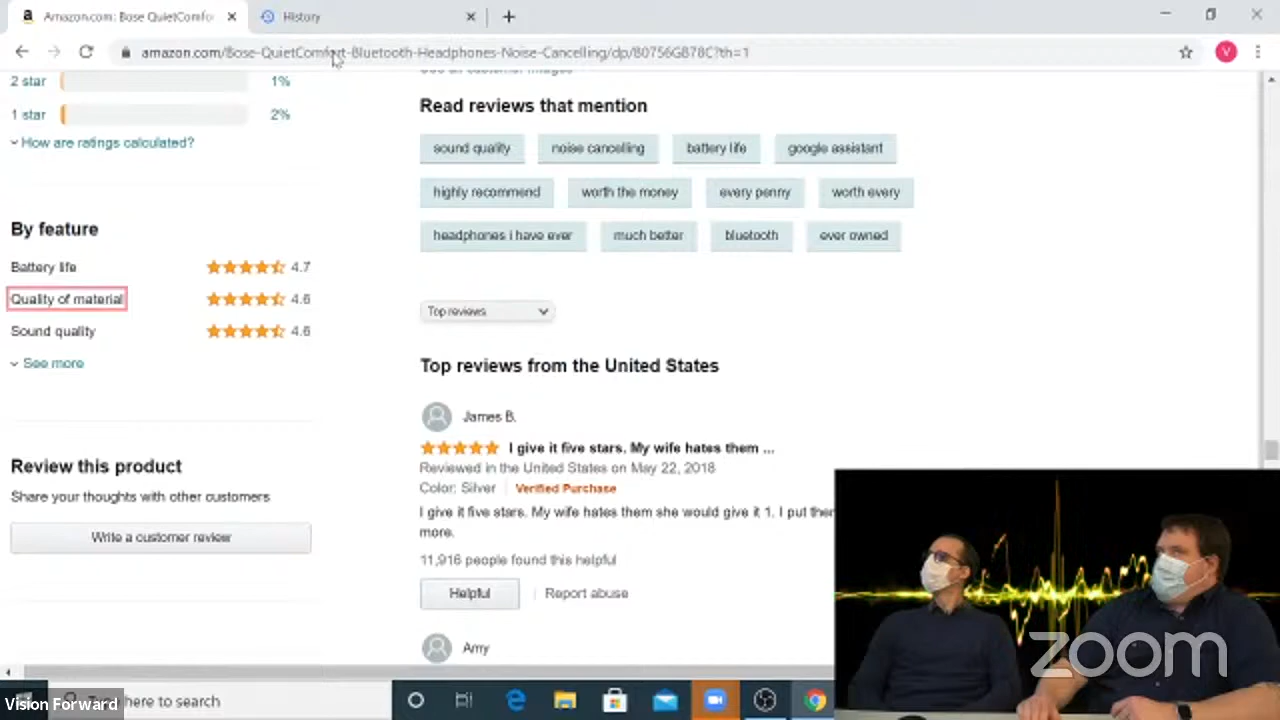 Amazon.com: Bose QuietComfo
History
amazon.com/Bose-QuietComfort-Bluetooth-Headphones-Noise-Cancelling/dp/B0756GB78C?th=1
V
2 star 1%
1 star 2%
How are ratings calculated?
By feature
Battery life 4.7
Quality of material 4.6
Sound quality 4.6
See more
Review this product
Share your thoughts with other customers
Write a customer review
See all customer images
Read reviews that mention
sound quality noise cancelling battery life google assistant
highly recommend worth the money every penny worth every
headphones i have ever much better bluetooth ever owned
Top reviews
Top reviews from the United States
James B.
I give it five stars. My wife hates them ...
Reviewed in the United States on May 22, 2018
Color: Silver Verified Purchase
I give it five stars. My wife hates them she would give it 1. I put then
more.
11,916 people found this helpful
Helpful Report abuse
Amy
zoom
here to search
Vision Forward